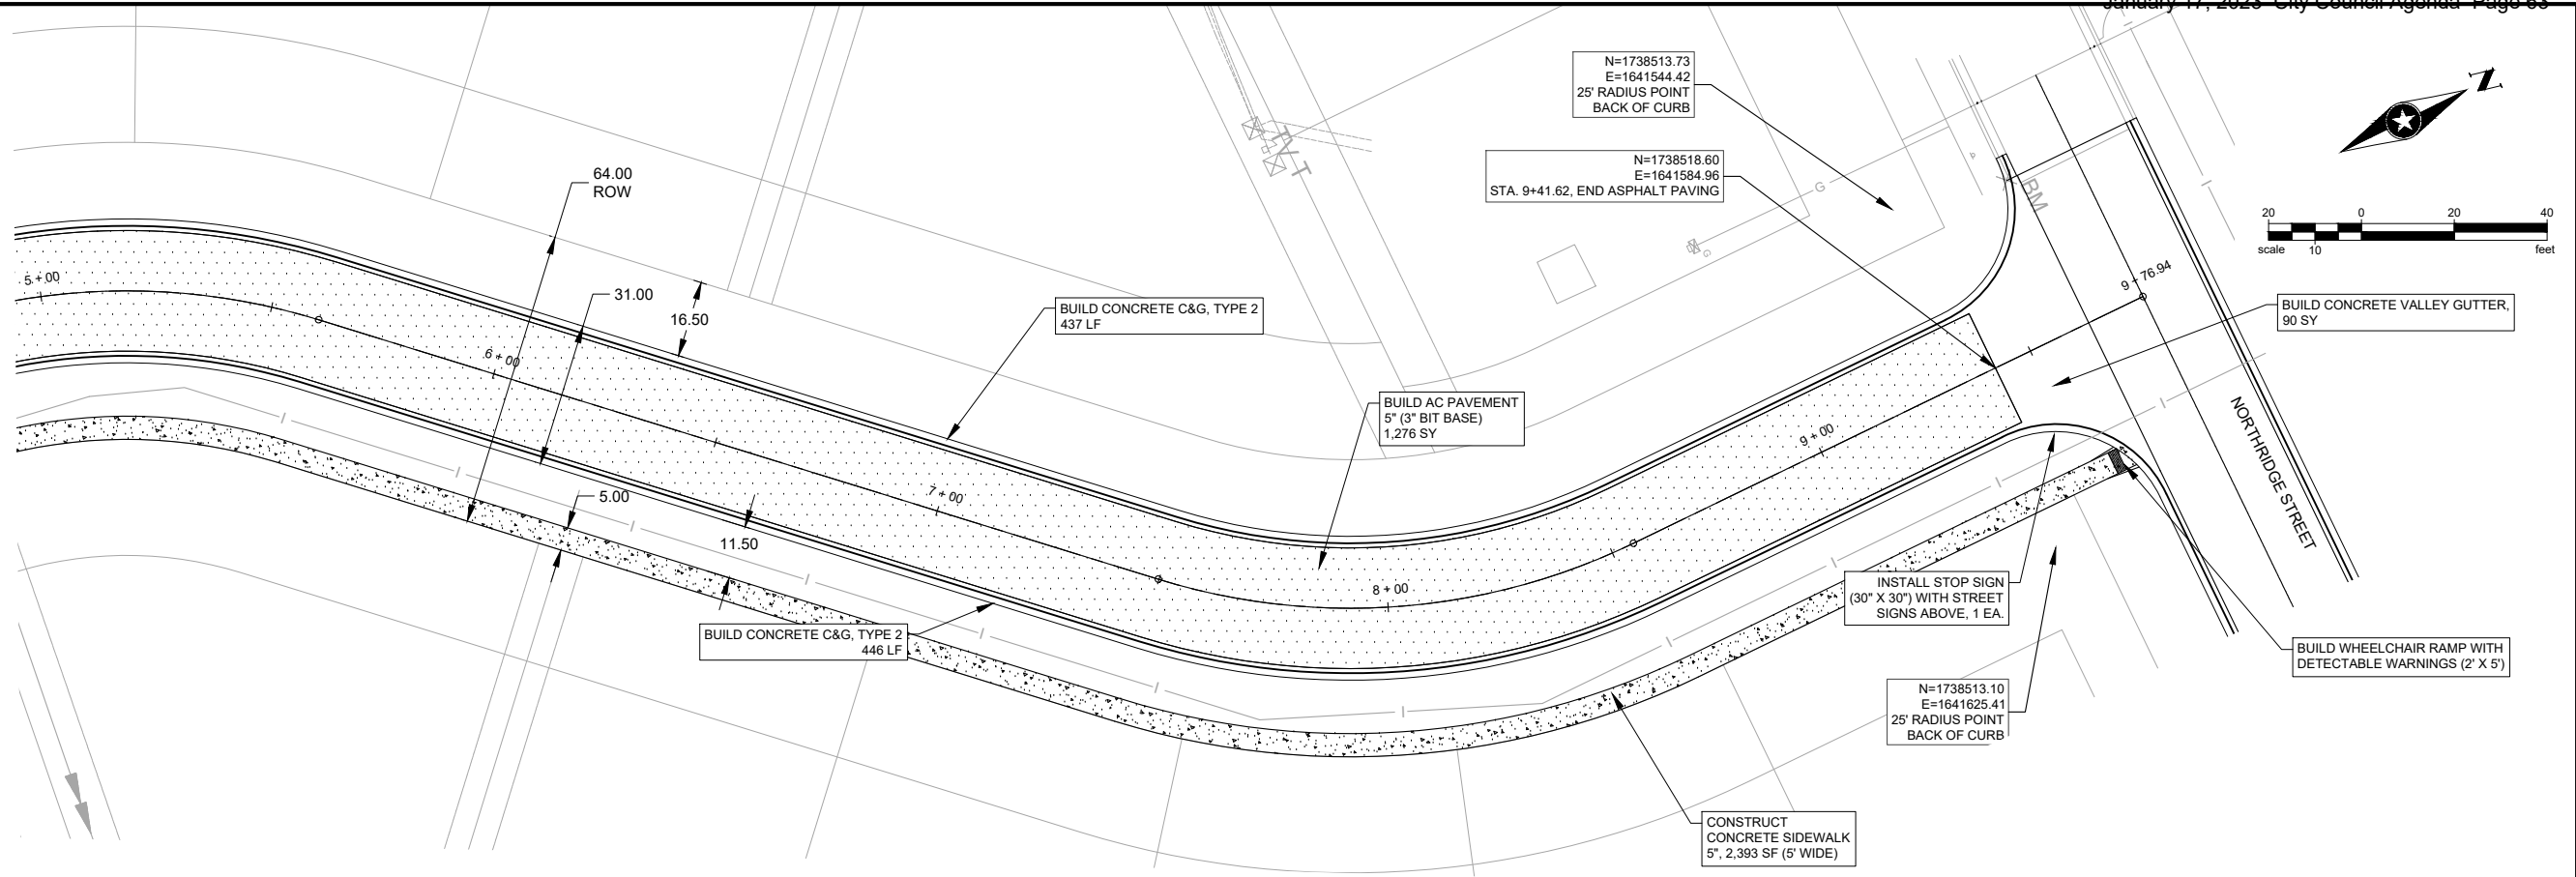 January 17, 2023 City Council Agenda Page 63
N=1738513.73
E=1641544.42
25' RADIUS POINT
BACK OF CURB
N
N=1738518.60
E=1641584.96
STA. 9+41.62, END ASPHALT PAVING
64.00
ROW
TVT
BM
G
G
20 0 20 40
scale 10 feet
5+00
31.00
16.50
BUILD CONCRETE C&G, TYPE 2
437 LF
9+76.94
BUILD CONCRETE VALLEY GUTTER,
90 SY
6+00
BUILD AC PAVEMENT
5" (3" BIT BASE)
1,276 SY
9+00
NORTHRIDGE STREET
7+00
5.00
11.50
8+00
INSTALL STOP SIGN
(30" X 30") WITH STREET
SIGNS ABOVE, 1 EA.
BUILD CONCRETE C&G, TYPE 2
446 LF
BUILD WHEELCHAIR RAMP WITH
DETECTABLE WARNINGS (2' X 5')
N=1738513.10
E=1641625.41
25' RADIUS POINT
BACK OF CURB
CONSTRUCT
CONCRETE SIDEWALK
5", 2,393 SF (5' WIDE)